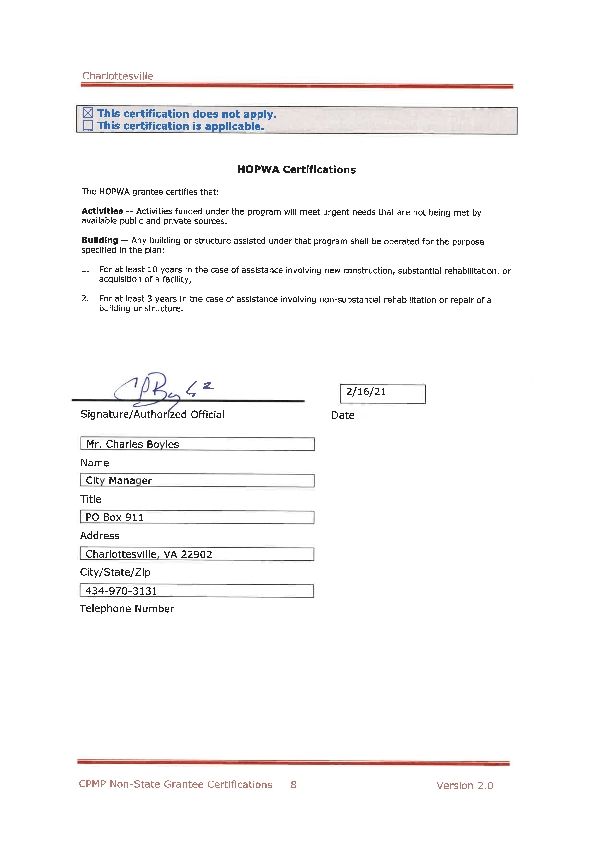 Charlottesville
☒ This certification does not apply.
☐ This certification is applicable.
HOPWA Certifications
The HOPWA grantee certifies that:
Activities -- Activities funded under the program will meet urgent needs that are not being met by
available public and private sources.
Building -- Any building or structure assisted under that program shall be operated for the purpose
specified in the plan:
1. For at least 10 years in the case of assistance involving new construction, substantial rehabilitation, or
acquisition of a facility,
2. For at least 3 years in the case of assistance involving non-substantial rehabilitation or repair of a
building or structure.
2/16/21
Signature/Authorized Official Date
Mr. Charles Boyles
Name
City Manager
Title
PO Box 911
Address
Charlottesville, VA 22902
City/State/Zip
434-970-3131
Telephone Number
CPMP Non-State Grantee Certifications 8 Version 2.0